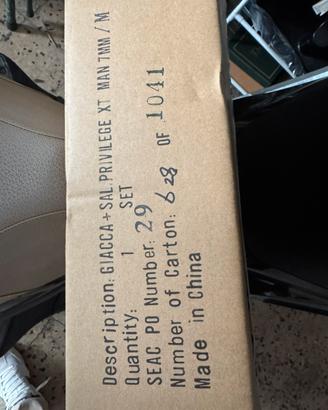 Description: GIACCA+SAL.PRIVILEGE XT MAN 7MM / M
Quantity: 1 SET
SEAC PO Number: 29
Number of Carton: 628 OF 1041
Made in China